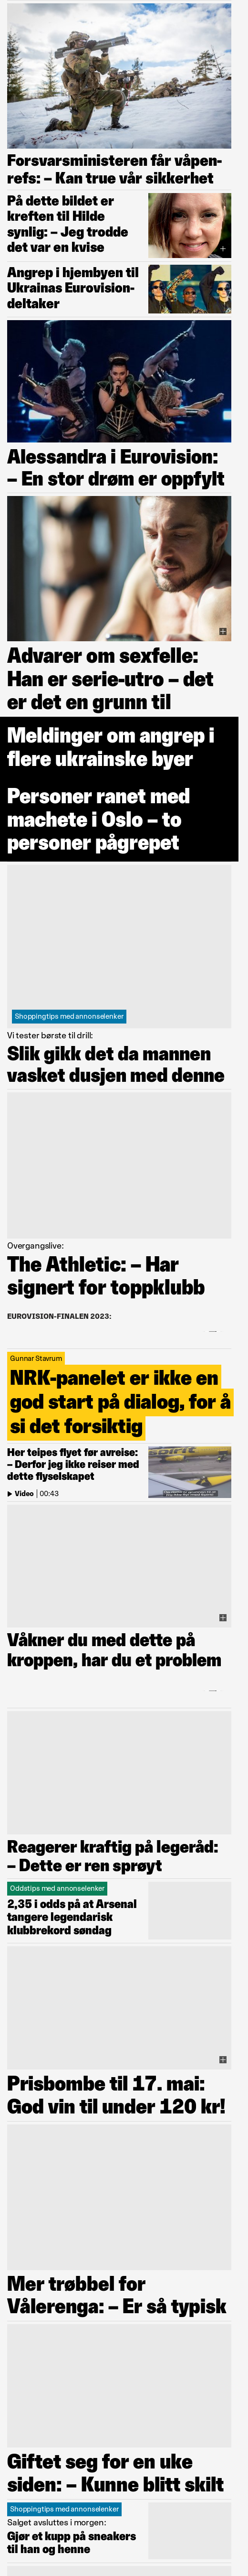 Forsvarsministeren får våpen-
refs: – Kan true vår sikkerhet
På dette bildet er
kreften til Hilde
synlig: – Jeg trodde
det var en kvise
Angrep i hjembyen til
Ukrainas Eurovision-
deltaker
Alessandra i Eurovision:
– En stor drøm er oppfylt
Advarer om sexfelle:
Han er serie-utro – det
er det en grunn til
Meldinger om angrep i
flere ukrainske byer
Personer ranet med
machete i Oslo – to
personer pågrepet
Shoppingtips med annonselenker
Vi tester børste til drill:
Slik gikk det da mannen
vasket dusjen med denne
Overgangslive:
The Athletic: – Har
signert for toppklubb
EUROVISION-FINALEN 2023:
Gunnar Stavrum
NRK-panelet er ikke en
god start på dialog, for å
si det forsiktig
Her teipes flyet før avreise:
– Derfor jeg ikke reiser med
dette flyselskapet
Video | 00:43
Våkner du med dette på
kroppen, har du et problem
Reagerer kraftig på legeråd:
– Dette er ren sprøyt
Oddstips med annonselenker
2,35 i odds på at Arsenal
tangere legendarisk
klubbrekord søndag
Prisbombe til 17. mai:
God vin til under 120 kr!
Mer trøbbel for
Vålerenga: – Er så typisk
Giftet seg for en uke
siden: – Kunne blitt skilt
Shoppingtips med annonselenker
Salget avsluttes i morgen:
Gjør et kupp på sneakers
til han og henne